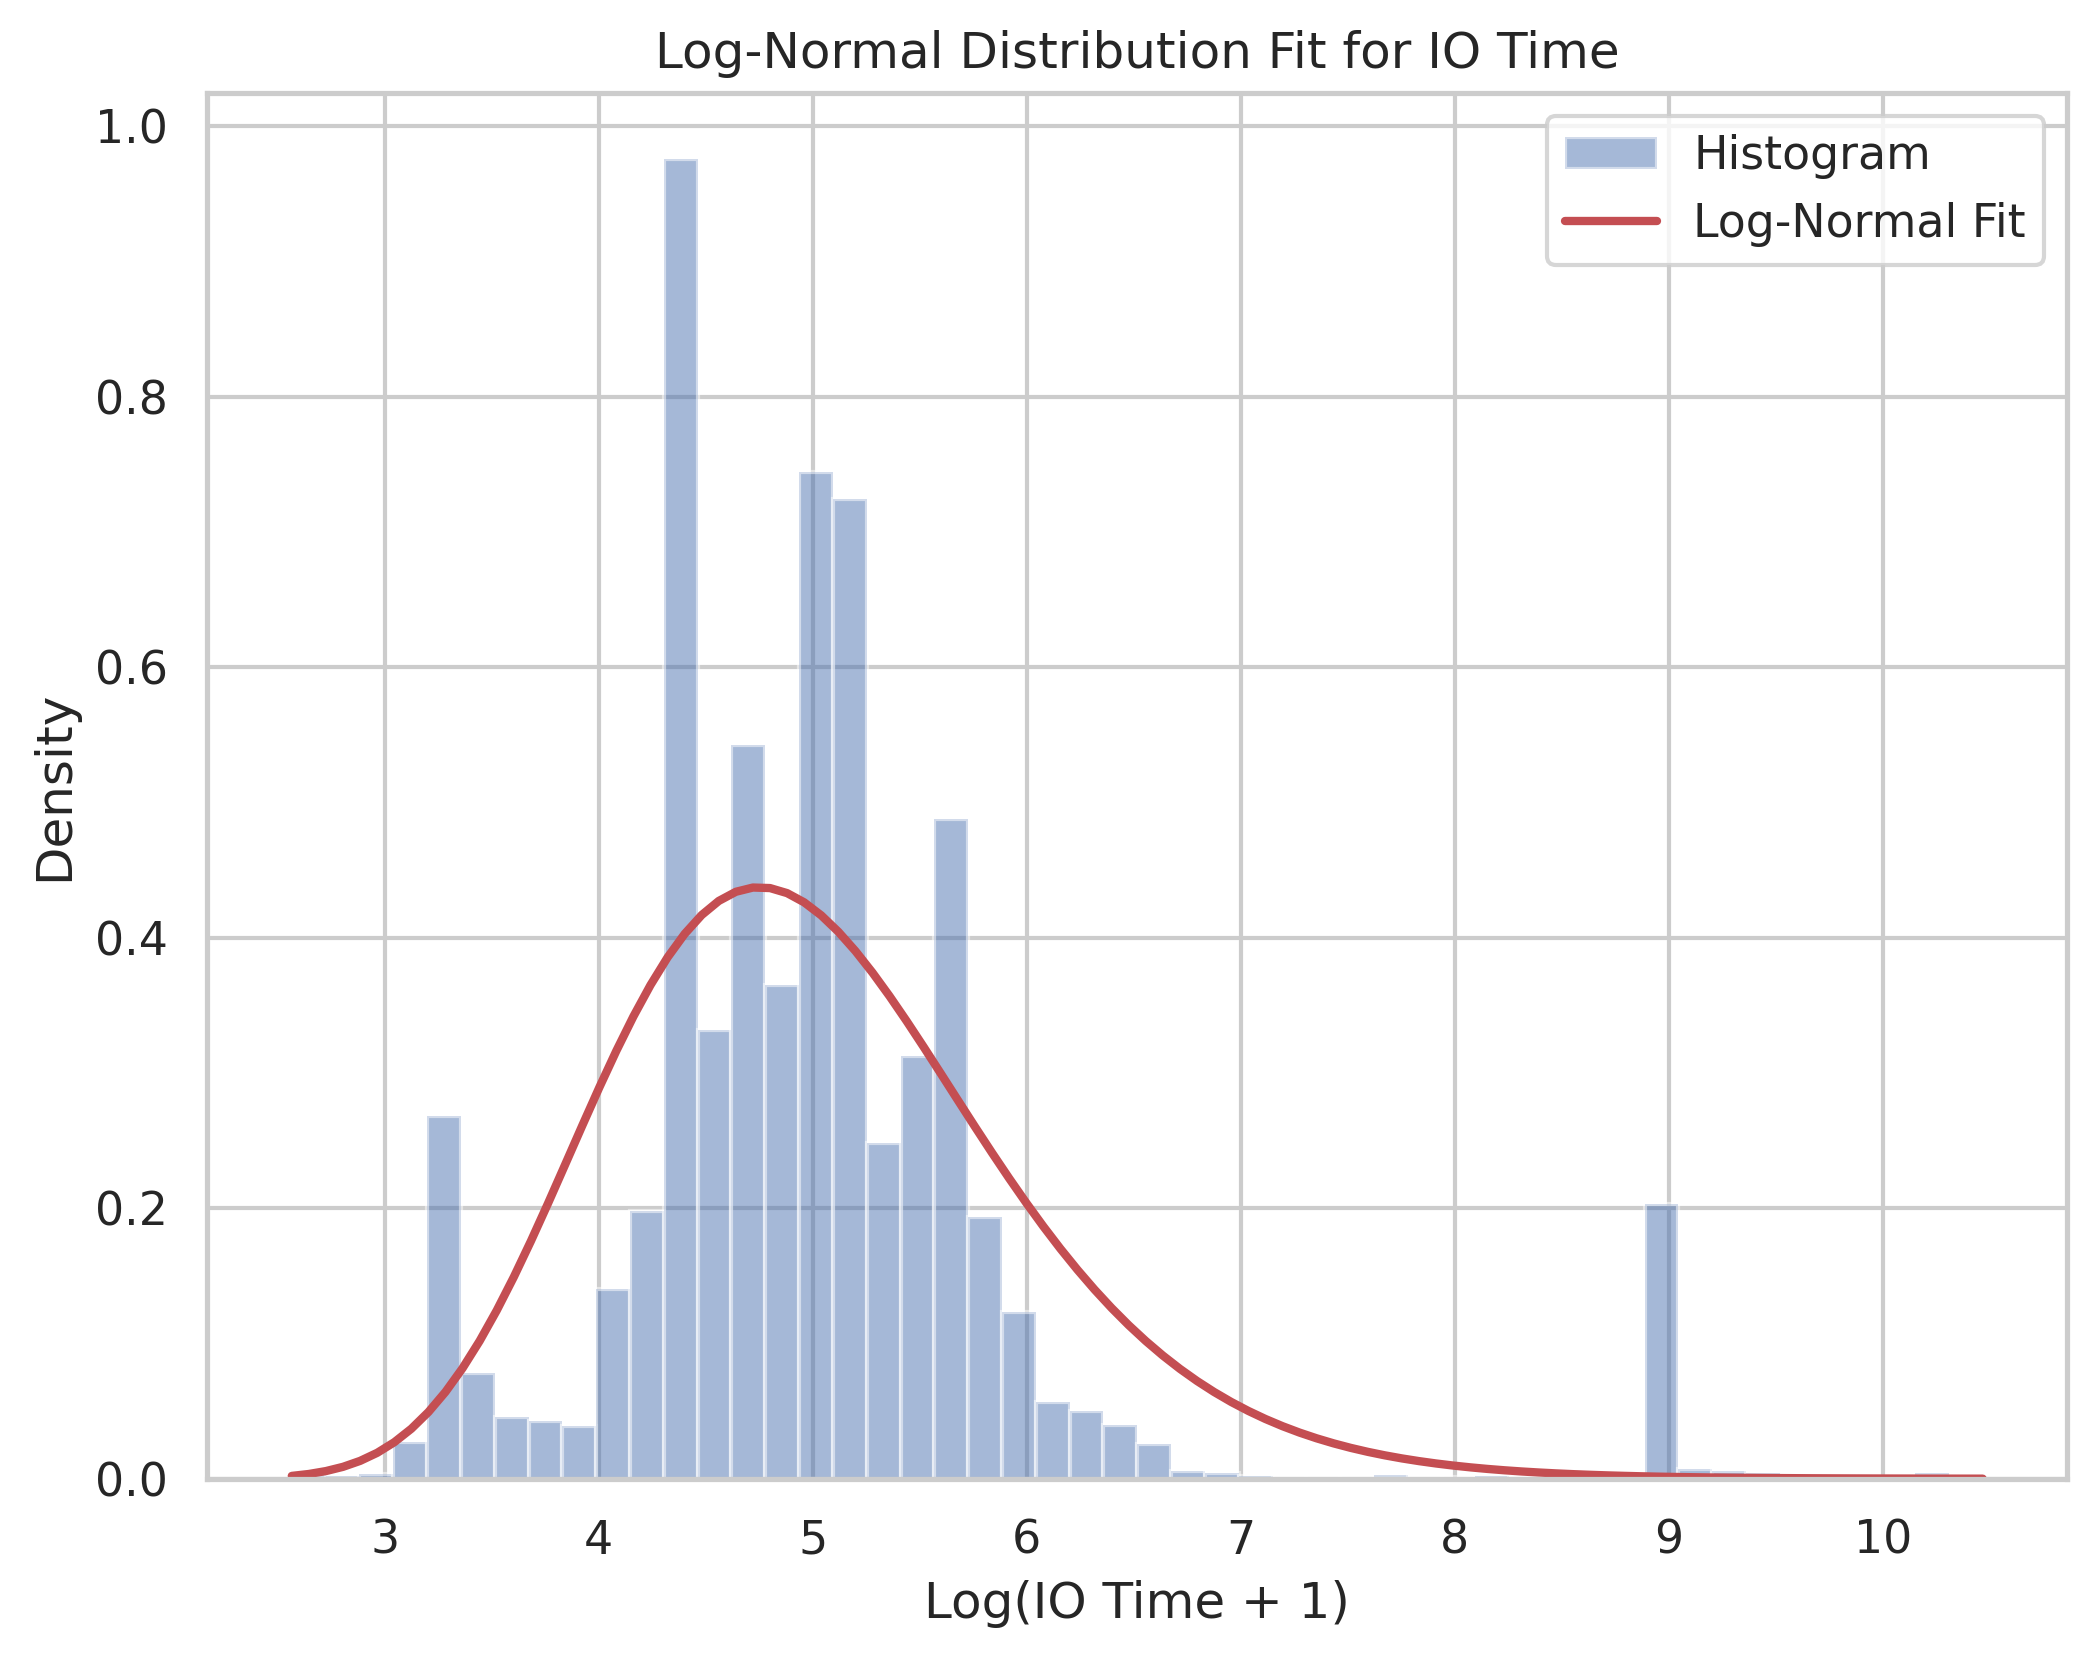 Log-Normal Distribution Fit for IO Time
1.0
0.8
0.6
0.4
0.2
0.0
Density
Histogram
Log-Normal Fit
3 4 5 6 7 8 9 10
Log(IO Time + 1)